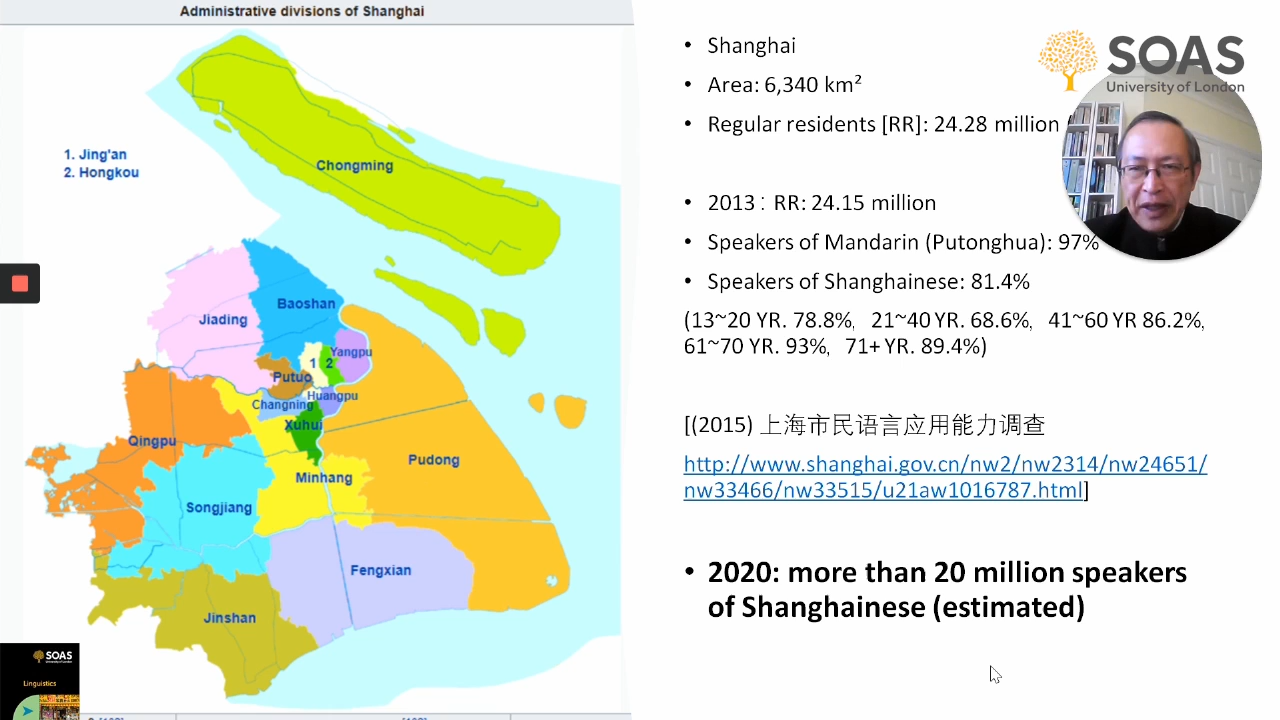 Administrative divisions of Shanghai
1. Jing'an
2. Hongkou
Chongming
Baoshan
Jiading
Yangpu
1 2
Putuo
Huangpu
Changning
Xuhui
Qingpu
Pudong
Minhang
Songjiang
Fengxian
Jinshan
SOAS
Linguistics
SOAS
University of London
• Shanghai
• Area: 6,340 km²
• Regular residents [RR]: 24.28 million
• 2013 : RR: 24.15 million
• Speakers of Mandarin (Putonghua): 97%
• Speakers of Shanghainese: 81.4%
(13~20 YR. 78.8%, 21~40 YR. 68.6%, 41~60 YR 86.2%,
61~70 YR. 93%, 71+ YR. 89.4%)
[(2015) 上海市民语言应用能力调查
http://www.shanghai.gov.cn/nw2/nw2314/nw24651/
nw33466/nw33515/u21aw1016787.html]
• 2020: more than 20 million speakers
of Shanghainese (estimated)